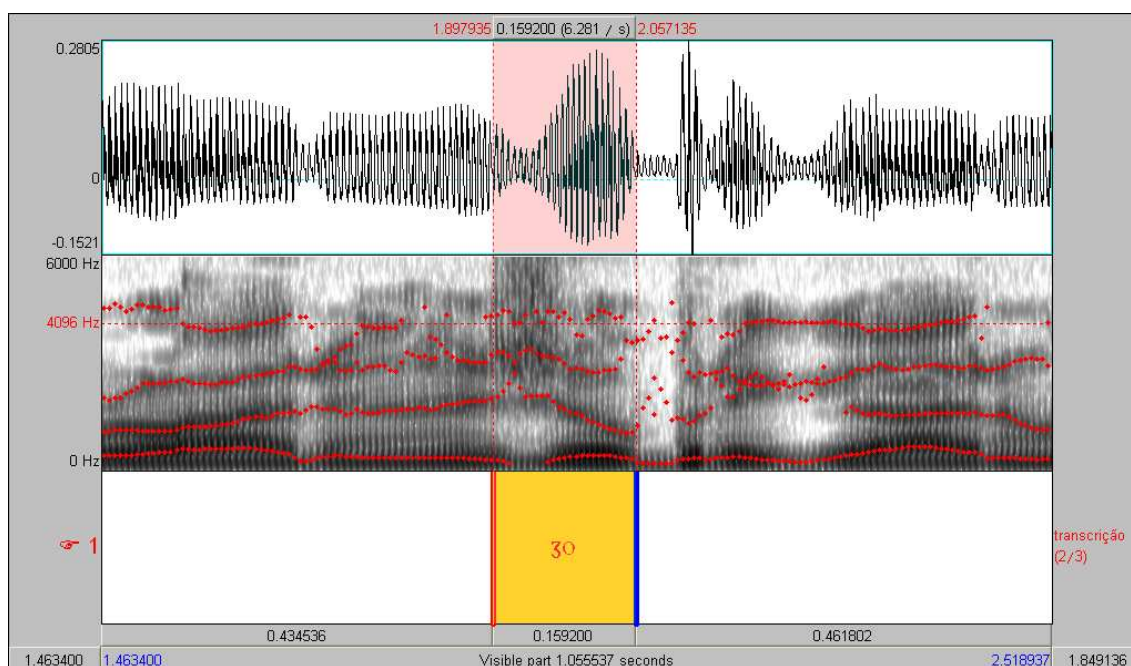 1.897935 0.159200 (6.281 / s) 2.057135
0.2805
0
-0.1521
6000 Hz
4096 Hz
0 Hz
☞ 1
ʒo
transcrição
(2/3)
0.434536 0.159200 0.461802
1.463400 1.463400 Visible part 1.055537 seconds 2.518937 1.849136